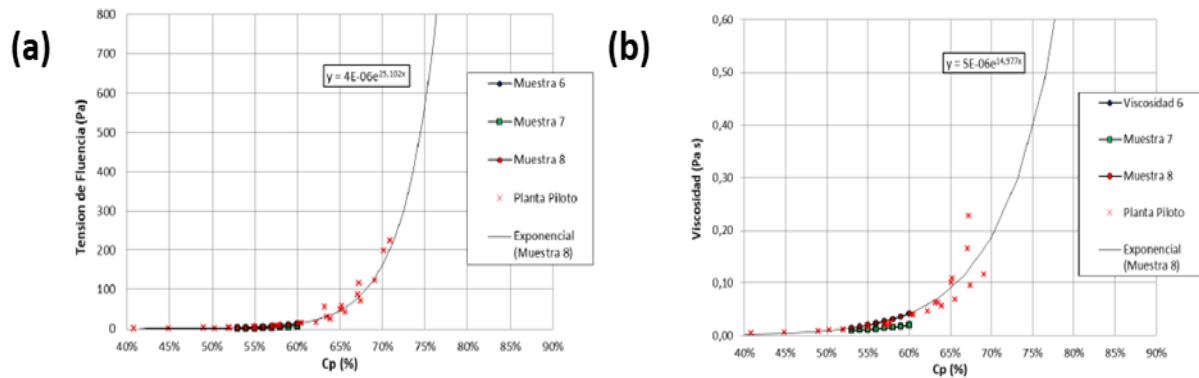 (a)
Tension de Fluencia (Pa)
800
700
600
500
400
300
200
100
0
40% 45% 50% 55% 60% 65% 70% 75% 80% 85% 90%
Cp (%)
y = 4E-06e^25,102x
Muestra 6
Muestra 7
Muestra 8
Planta Piloto
Exponencial
(Muestra 8)
(b)
Viscosidad (Pa s)
0,60
0,50
0,40
0,30
0,20
0,10
0,00
40% 45% 50% 55% 60% 65% 70% 75% 80% 85% 90%
Cp (%)
y = 5E-06e^14,977x
Viscosidad 6
Muestra 7
Muestra 8
Planta Piloto
Exponencial
(Muestra 8)